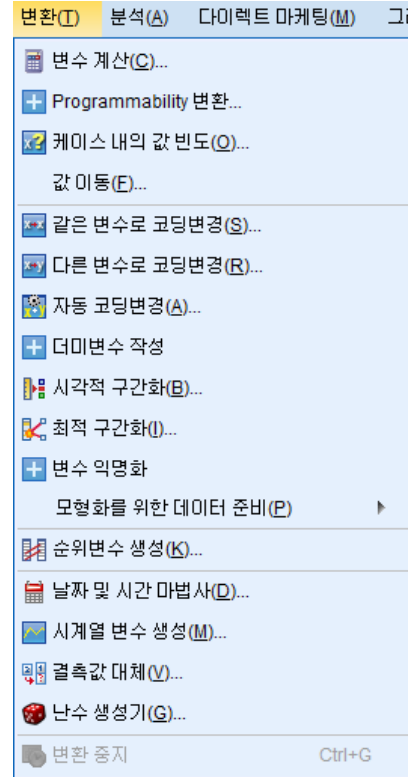 변환(T) 분석(A) 다이렉트 마케팅(M)
변수 계산(C)...
Programmability 변환...
케이스 내의 값 빈도(O)...
값 이동(F)...
같은 변수로 코딩변경(S)...
다른 변수로 코딩변경(R)...
자동 코딩변경(A)...
더미변수 작성
시각적 구간화(B)...
최적 구간화(I)...
변수 익명화
모형화를 위한 데이터 준비(P)
순위변수 생성(K)...
날짜 및 시간 마법사(D)...
시계열 변수 생성(M)...
결측값 대체(V)...
난수 생성기(G)...
변환 중지 Ctrl+G